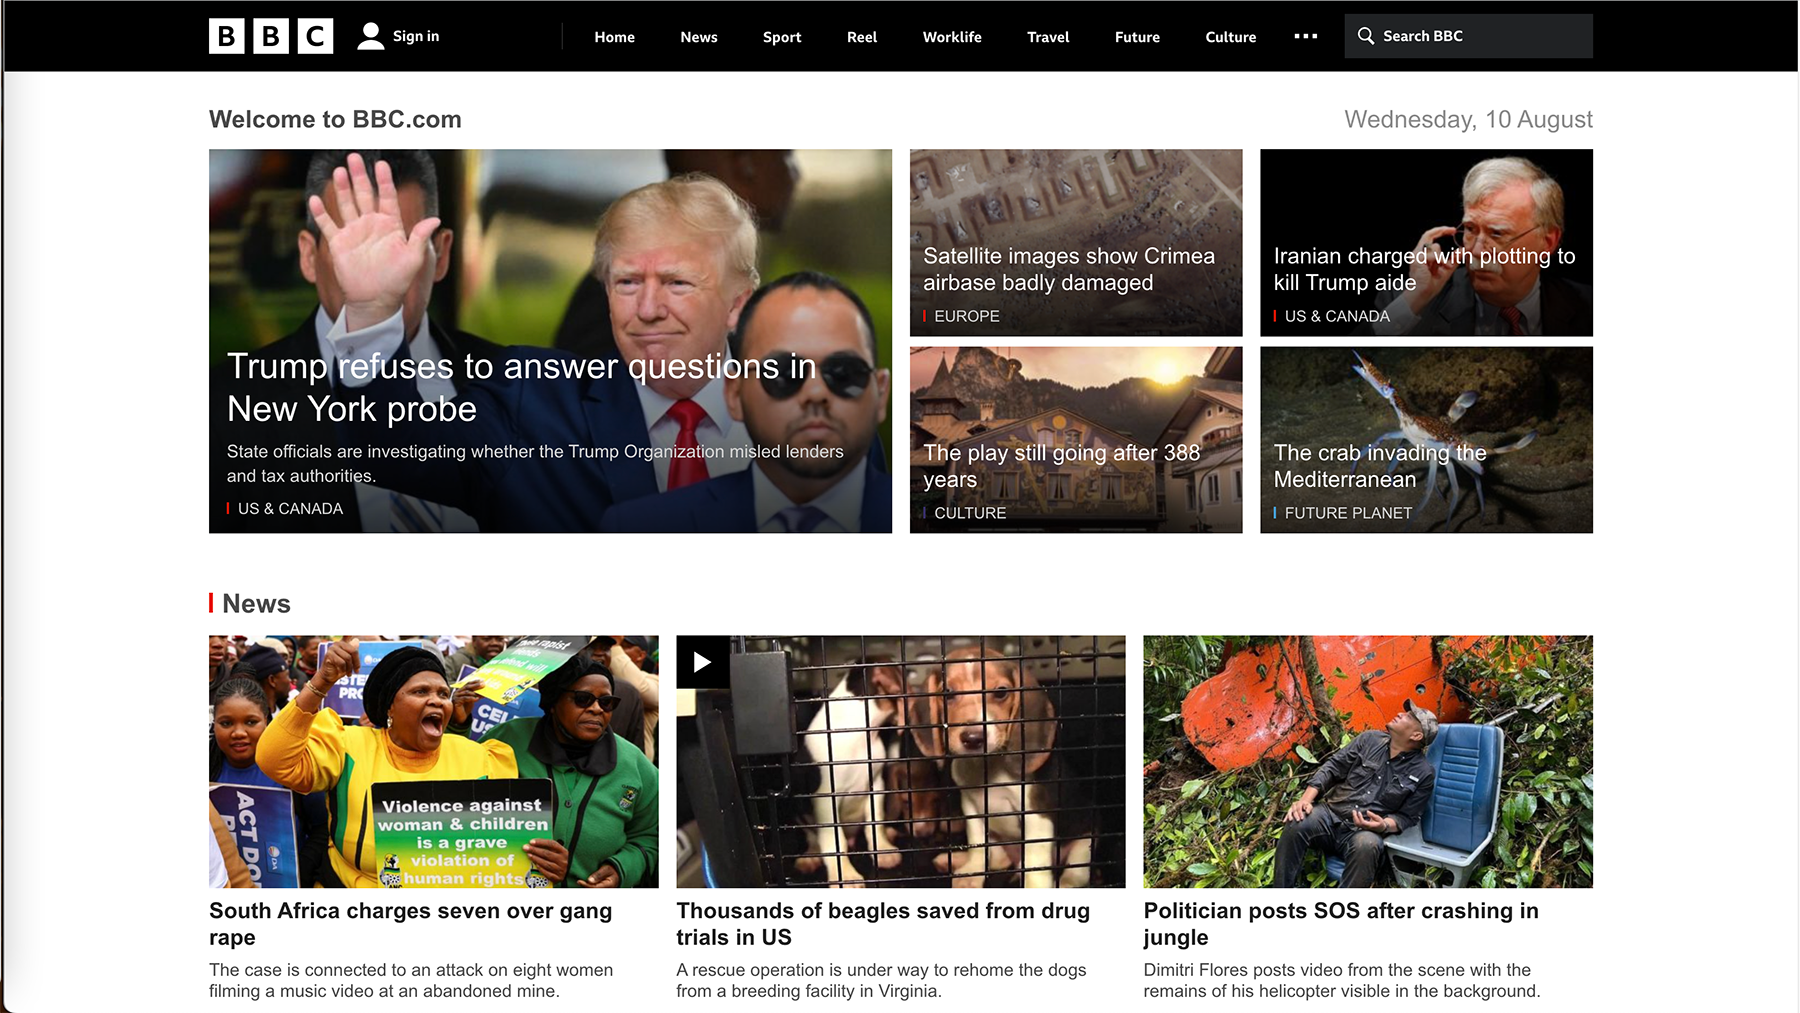 BBC
Sign in
Home
News
Sport
Reel
Worklife
Travel
Future
Culture
Search BBC
Welcome to BBC.com
Wednesday, 10 August
Trump refuses to answer questions in
New York probe
State officials are investigating whether the Trump Organization misled lenders
and tax authorities.
US & CANADA
Satellite images show Crimea
airbase badly damaged
EUROPE
Iranian charged with plotting to
kill Trump aide
US & CANADA
The play still going after 388
years
CULTURE
The crab invading the
Mediterranean
FUTURE PLANET
News
rapist
will
PRO
CEL
ACT
Violence against
woman & children
is a grave
violation of
human rights
South Africa charges seven over gang
rape
The case is connected to an attack on eight women
filming a music video at an abandoned mine.
Thousands of beagles saved from drug
trials in US
A rescue operation is under way to rehome the dogs
from a breeding facility in Virginia.
Politician posts SOS after crashing in
jungle
Dimitri Flores posts video from the scene with the
remains of his helicopter visible in the background.